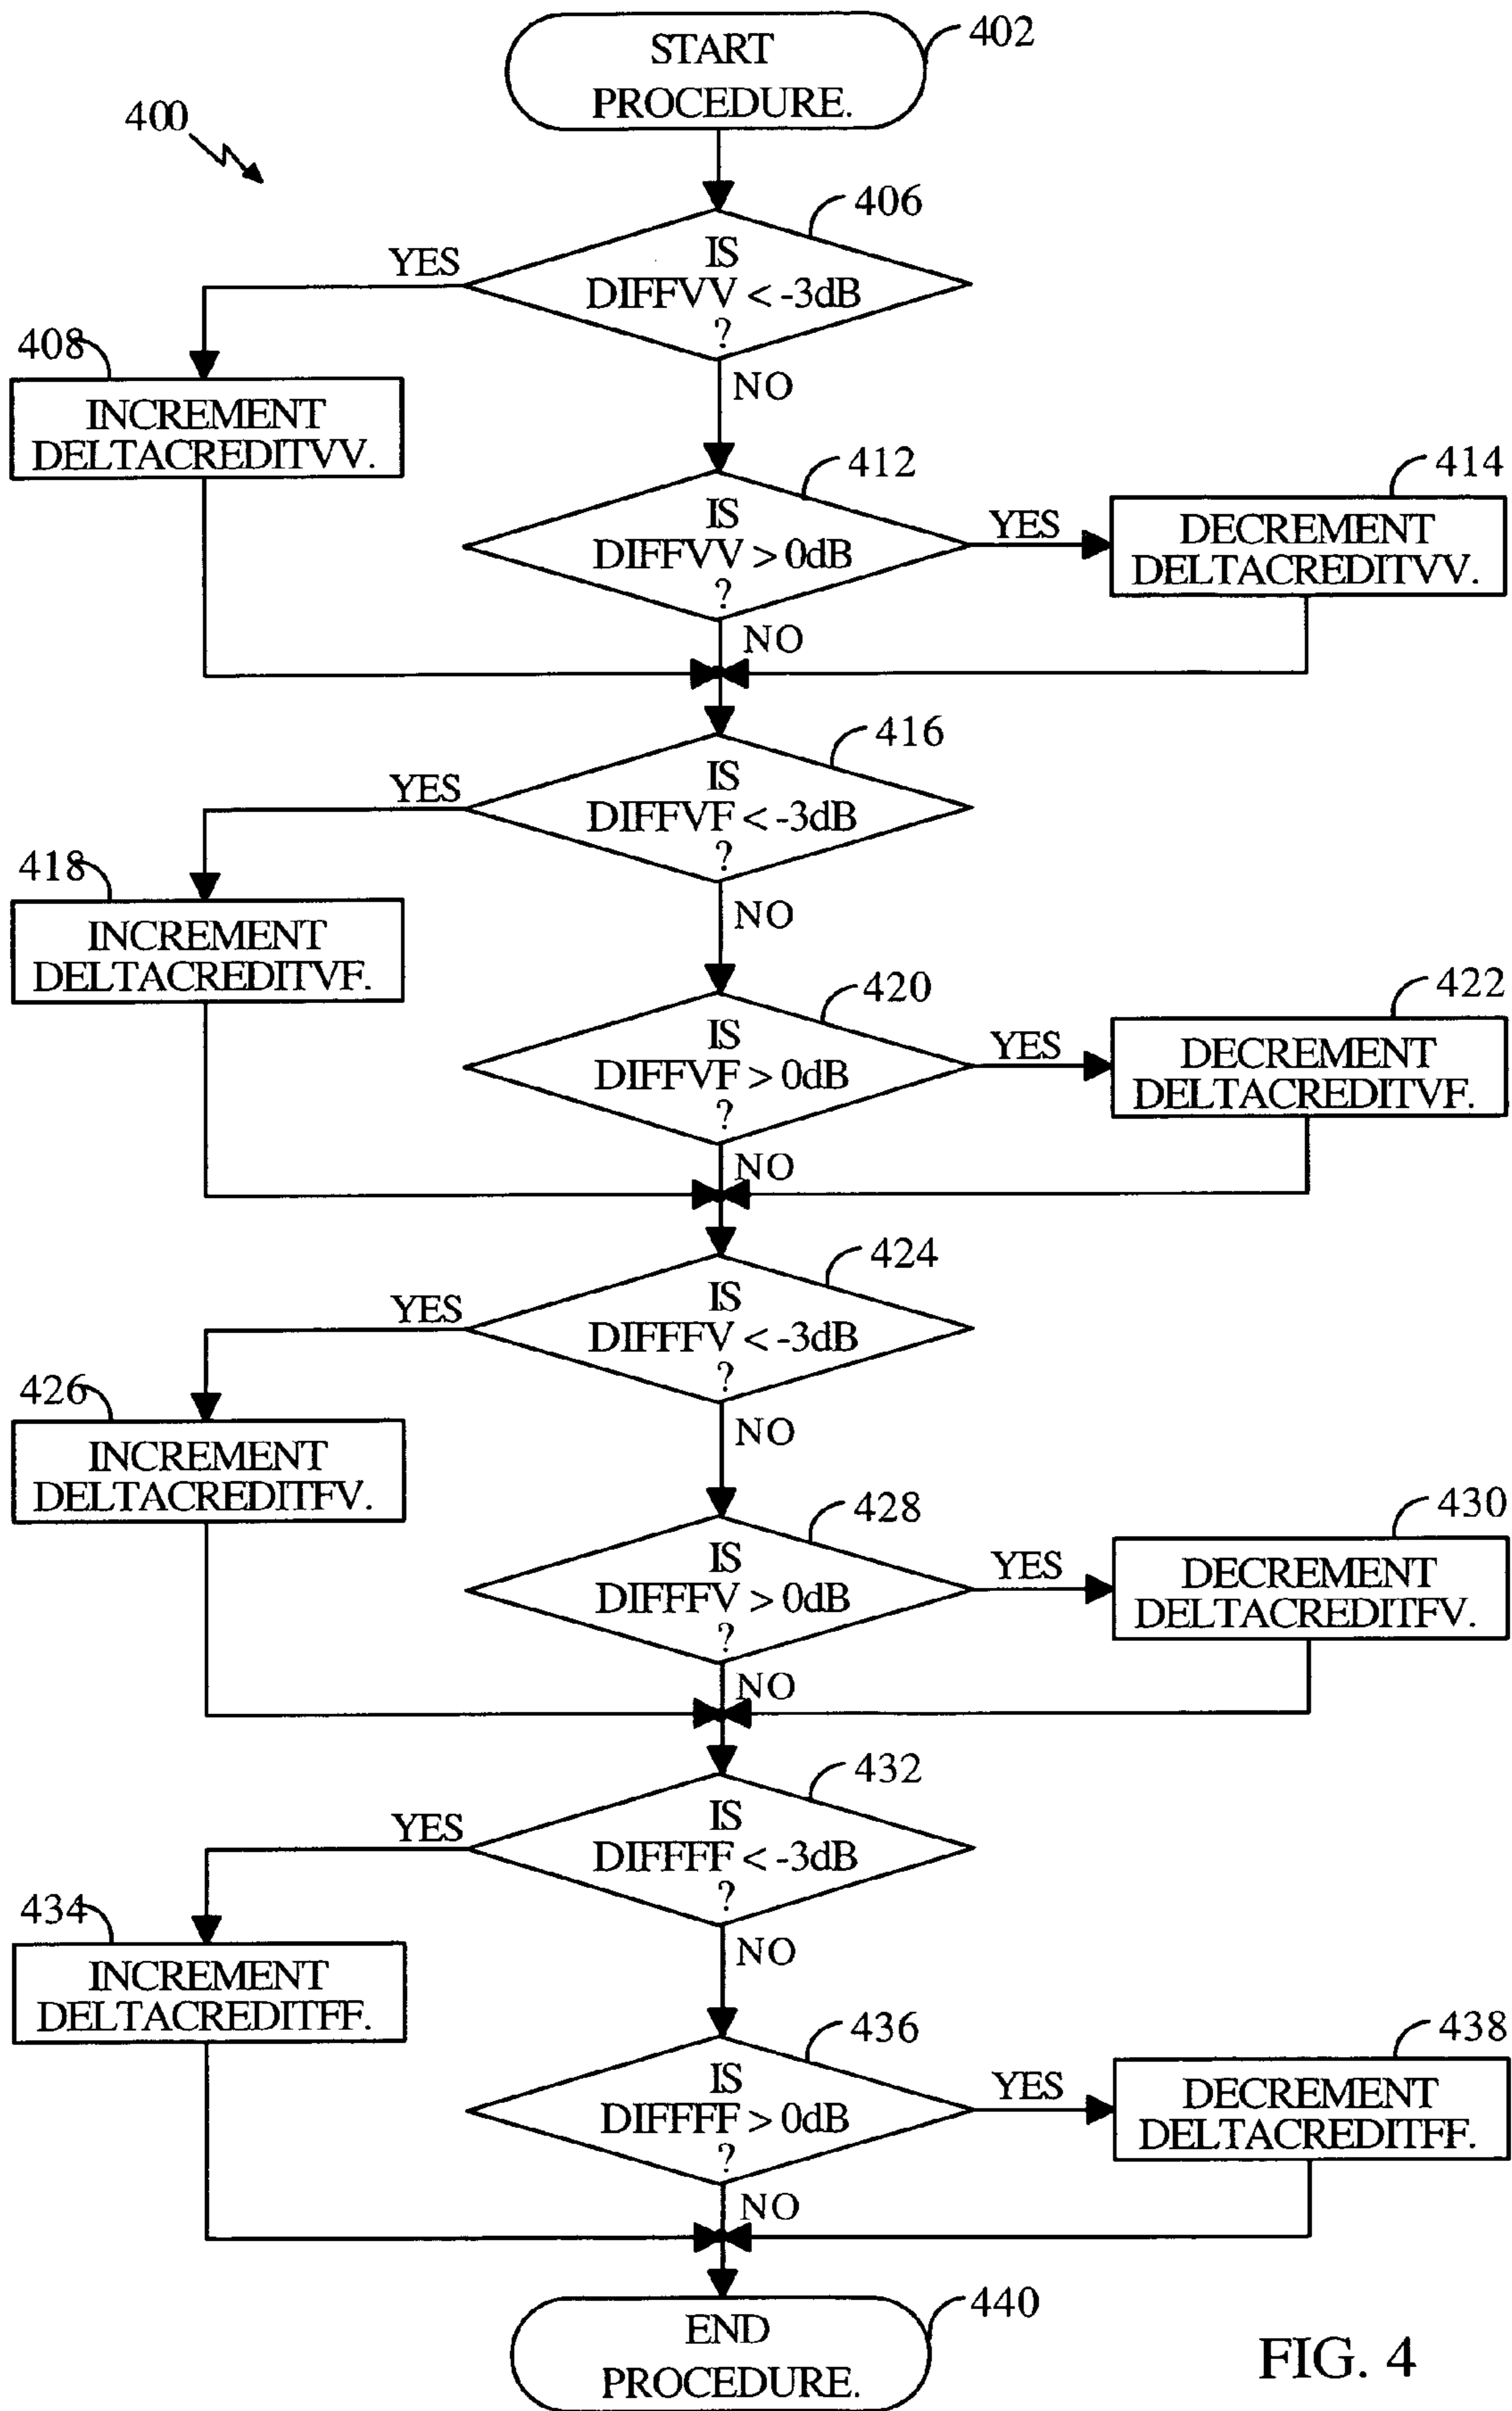 START
PROCEDURE.
402
400
406
IS
DIFFVV < -3dB
?
YES
NO
408
INCREMENT
DELTACREDITVV.
412
IS
DIFFVV > 0dB
?
YES
NO
414
DECREMENT
DELTACREDITVV.
416
IS
DIFFVF < -3dB
?
YES
NO
418
INCREMENT
DELTACREDITVF.
420
IS
DIFFVF > 0dB
?
YES
NO
422
DECREMENT
DELTACREDITVF.
424
IS
DIFFFV < -3dB
?
YES
NO
426
INCREMENT
DELTACREDITFV.
428
IS
DIFFFV > 0dB
?
YES
NO
430
DECREMENT
DELTACREDITFV.
432
IS
DIFFFF < -3dB
?
YES
NO
434
INCREMENT
DELTACREDITFF.
436
IS
DIFFFF > 0dB
?
YES
NO
438
DECREMENT
DELTACREDITFF.
END
PROCEDURE.
440
FIG. 4